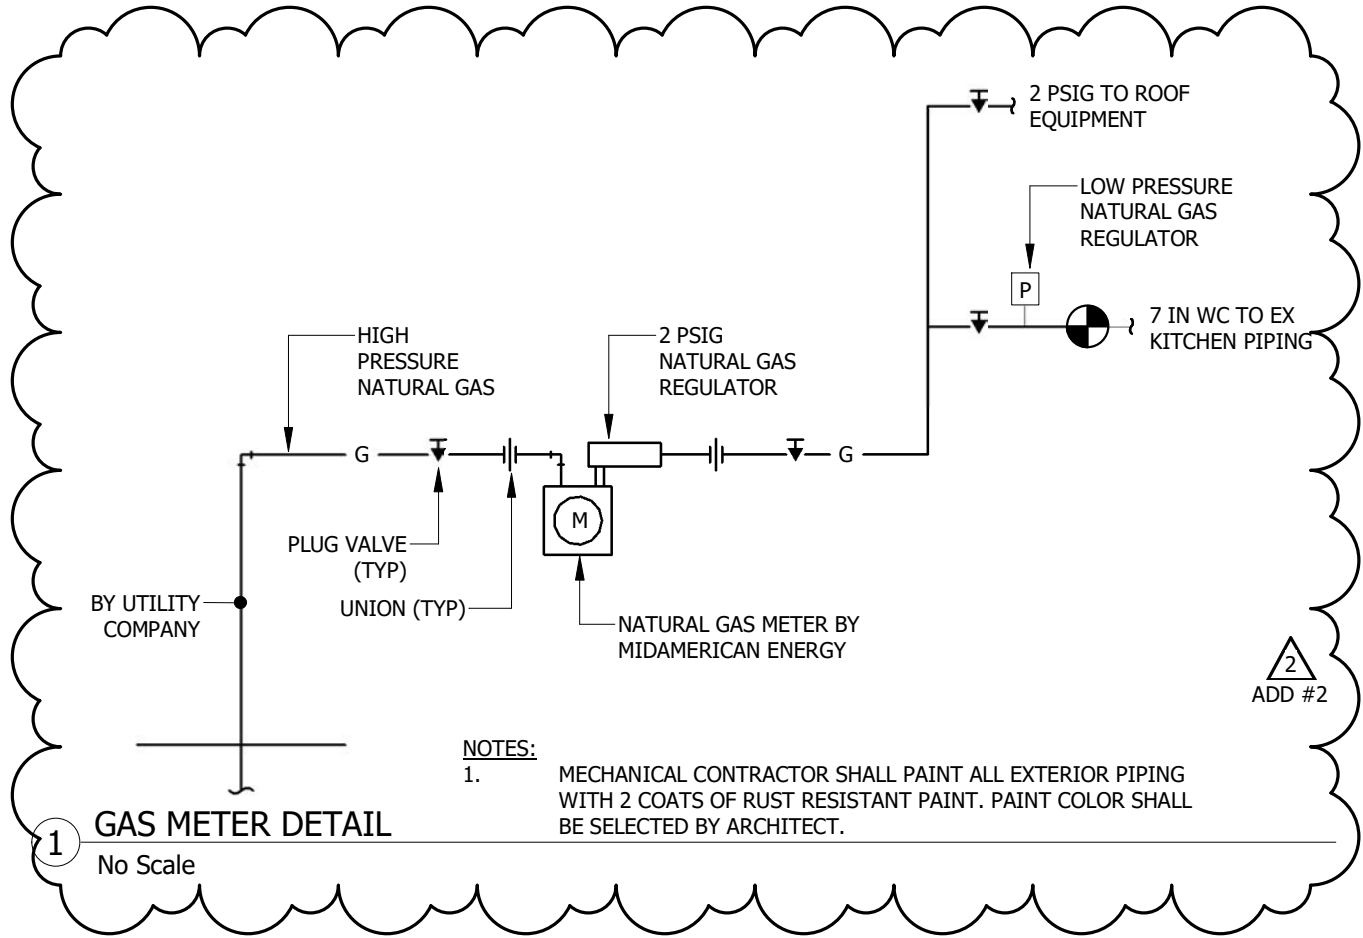 2 PSIG TO ROOF
EQUIPMENT
LOW PRESSURE
NATURAL GAS
REGULATOR
P
7 IN WC TO EX
KITCHEN PIPING
HIGH
PRESSURE
NATURAL GAS
2 PSIG
NATURAL GAS
REGULATOR
G
G
M
PLUG VALVE
(TYP)
UNION (TYP)
BY UTILITY
COMPANY
NATURAL GAS METER BY
MIDAMERICAN ENERGY
2
ADD #2
NOTES:
1. MECHANICAL CONTRACTOR SHALL PAINT ALL EXTERIOR PIPING
WITH 2 COATS OF RUST RESISTANT PAINT. PAINT COLOR SHALL
BE SELECTED BY ARCHITECT.
1 GAS METER DETAIL
No Scale